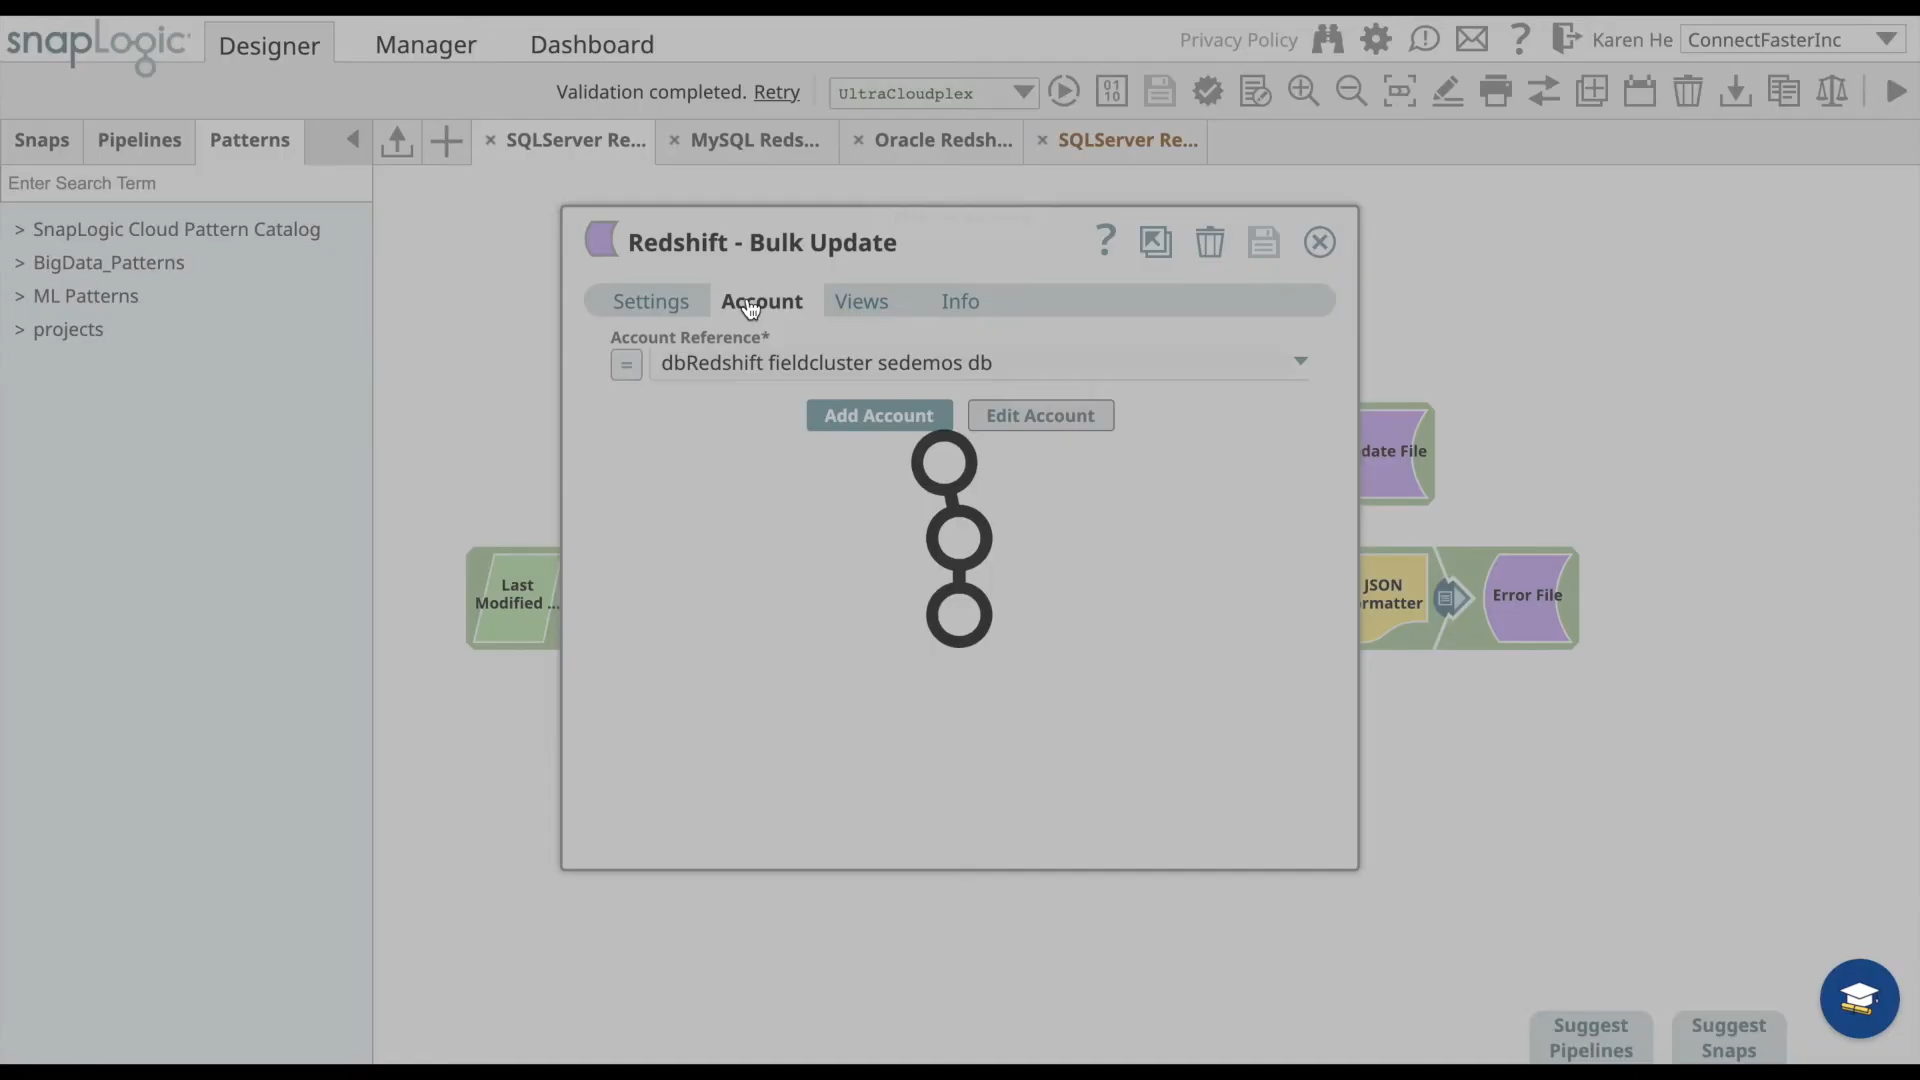 snapLogic
Designer
Manager
Dashboard
Privacy Policy
Karen He
ConnectFasterInc
Validation completed. Retry
UltraCloudplex
01
10
Snaps
Pipelines
Patterns
SQLServer Re...
MySQL Reds...
Oracle Redsh...
SQLServer Re...
Enter Search Term
> SnapLogic Cloud Pattern Catalog
> BigData_Patterns
> ML Patterns
> projects
Redshift - Bulk Update
Settings
Account
Views
Info
Account Reference*
= dbRedshift fieldcluster sedemos db
Add Account
Edit Account
date File
Last
Modified ...
JSON
rmatter
Error File
Suggest
Pipelines
Suggest
Snaps